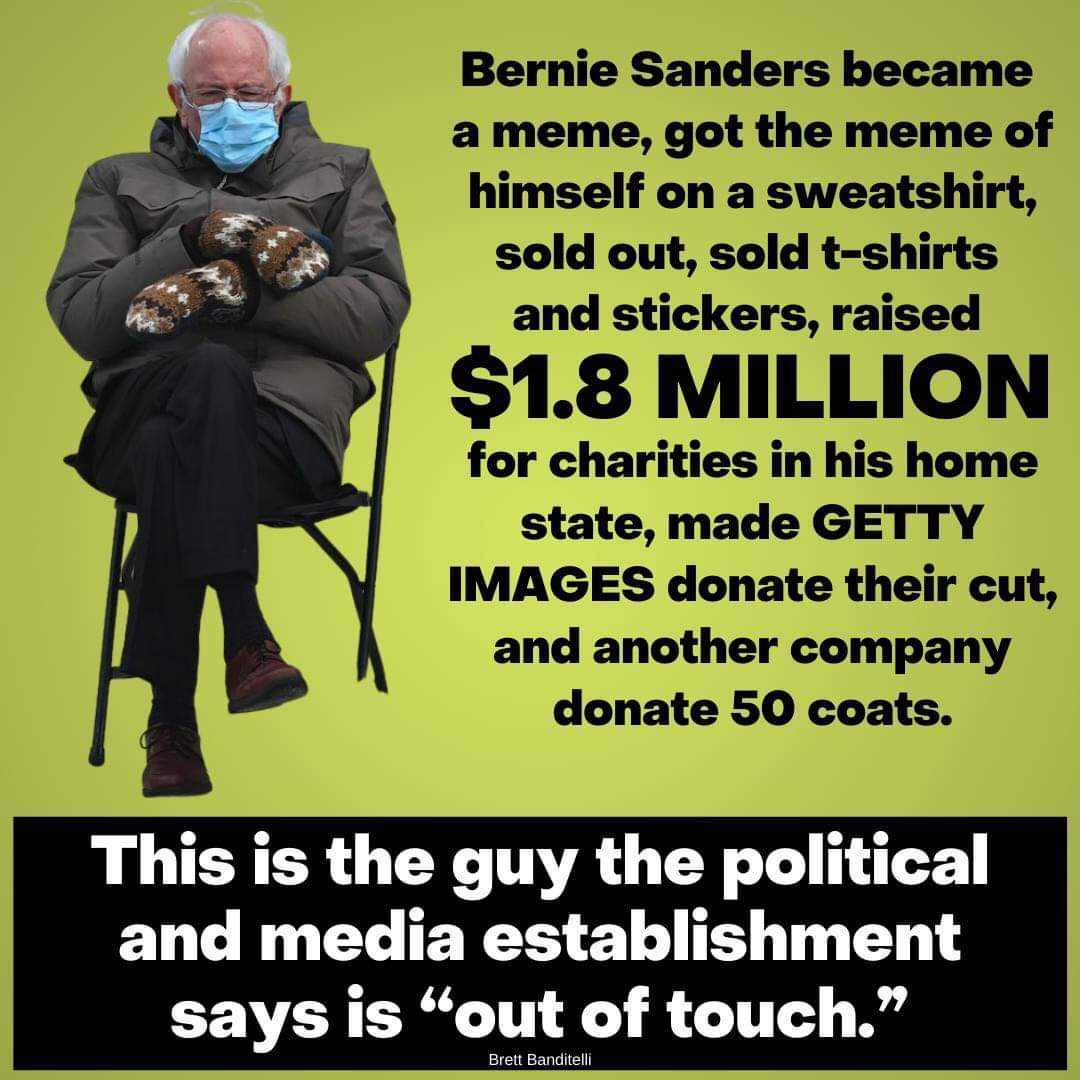 Bernie Sanders became
a meme, got the meme of
himself on a sweatshirt,
sold out, sold t-shirts
and stickers, raised
$1.8 MILLION
for charities in his home
state, made GETTY
IMAGES donate their cut,
and another company
donate 50 coats.
This is the guy the political
and media establishment
says is “out of touch.”
Brett Banditelli